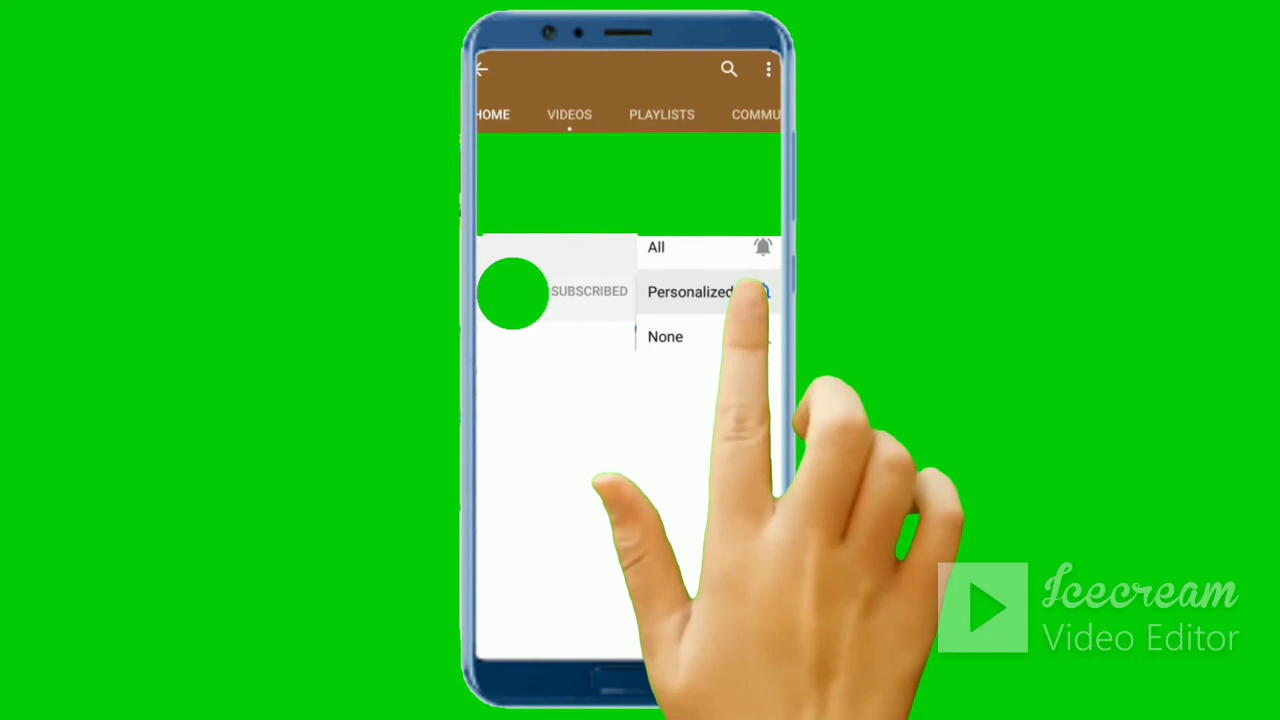 HOME VIDEOS PLAYLISTS COMMU
All
SUBSCRIBED
Personalized
None
Icecream
Video Editor